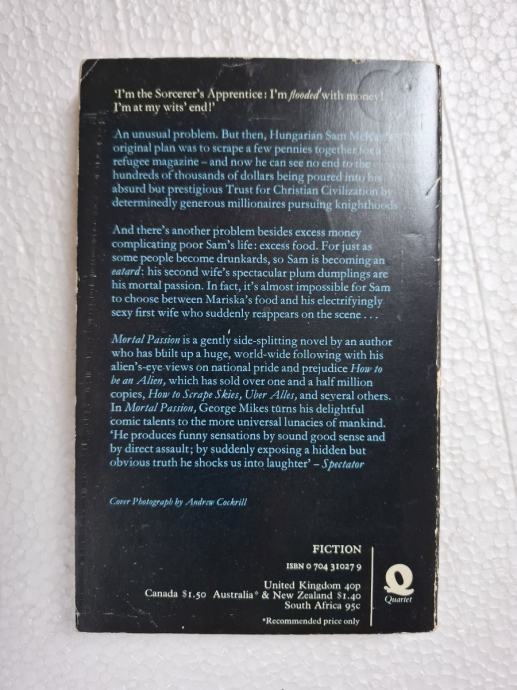 ‘I'm the Sorcerer's Apprentice: I'm flooded with money!
I'm at my wits' end!’
An unusual problem. But then, Hungarian Sam
original plan was to scrape a few pennies together for a
refugee magazine – and now he can see no end to the
hundreds of thousands of dollars being poured into his
absurd but prestigious Trust for Christian Civilization by
determinedly generous millionaires pursuing knighthoods . .
And there's another problem besides excess money
complicating poor Sam's life: excess food. For just as
some people become drunkards, so Sam is becoming an
eatard: his second wife's spectacular plum dumplings are
his mortal passion. In fact, it's almost impossible for Sam
to choose between Mariska's food and his electrifyingly
sexy first wife who suddenly reappears on the scene . . .
Mortal Passion is a gently side-splitting novel by an author
who has built up a huge, world-wide following with his
alien's-eye views on national pride and prejudice How to
be an Alien, which has sold over one and a half million
copies, How to Scrape Skies, Uber Alles, and several others.
In Mortal Passion, George Mikes turns his delightful
comic talents to the more universal lunacies of mankind.
‘He produces funny sensations by sound good sense and
by direct assault; by suddenly exposing a hidden but
obvious truth he shocks us into laughter’ – Spectator
Cover Photograph by Andrew Cockrill
FICTION
ISBN 0 704 31027 9
United Kingdom 40p
Canada $1.50 Australia* & New Zealand $1.40
South Africa 95c
*Recommended price only
Quartet